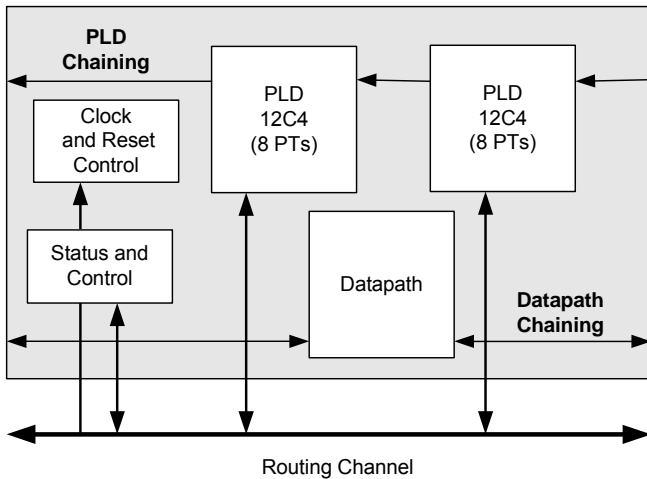 PLD
Chaining
PLD
12C4
(8 PTs)
PLD
12C4
(8 PTs)
Clock
and Reset
Control
Status and
Control
Datapath
Datapath
Chaining
Routing Channel